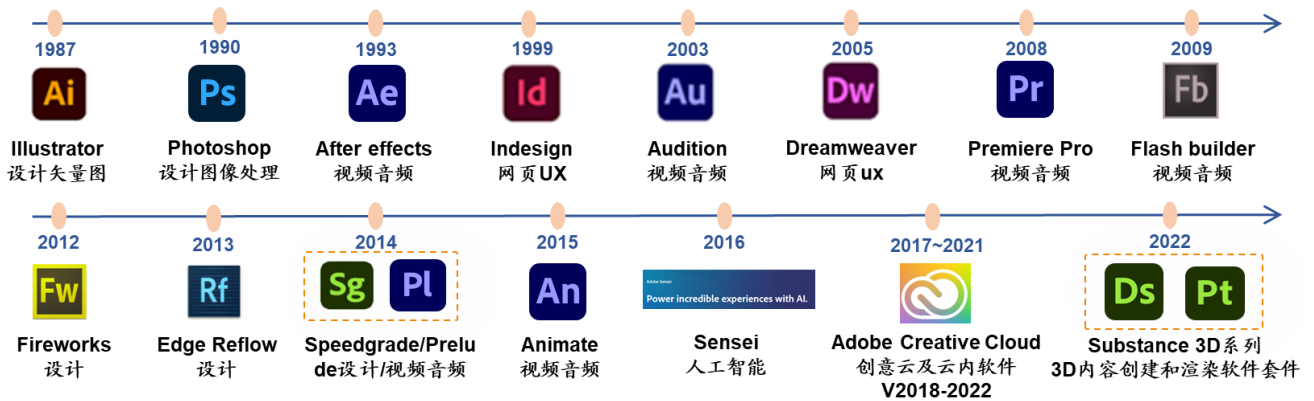 1987 1990 1993 1999 2003 2005 2008 2009
Ai Ps Ae Id Au Dw Pr Fb
Illustrator Photoshop After effects Indesign Audition Dreamweaver Premiere Pro Flash builder
设计矢量图 设计图像处理 视频音频 网页UX 视频音频 网页ux 视频音频 视频音频
2012 2013 2014 2015 2016 2017~2021 2022
Fw Rf Sg Pl An Ds Pt
Adobe Sensei
Power incredible experiences with AI.
Fireworks Edge Reflow Speedgrade/Prelu Animate Sensei Adobe Creative Cloud Substance 3D系列
设计 设计 de设计/视频音频 视频音频 人工智能 创意云及云内软件 3D内容创建和渲染软件套件
V2018-2022